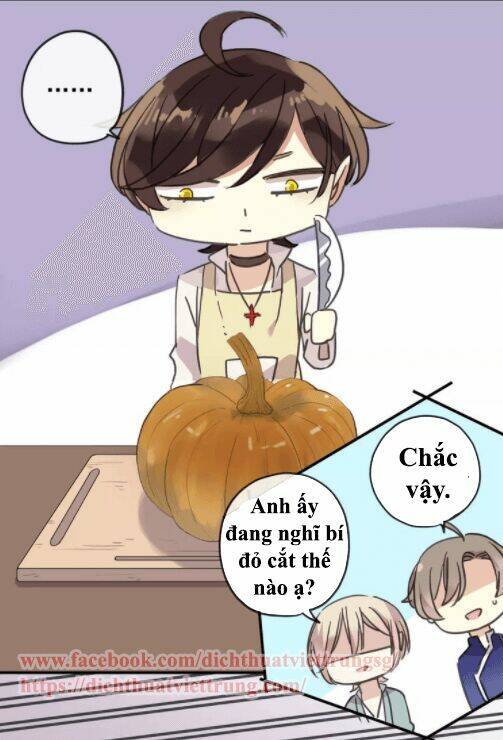 ......
Chắc
vậy.
Anh ấy
đang nghĩ bí
đỏ cắt thế
nào ạ?
www.facebook.com/dichthuatviettrungsg
https://dichthuatviettrung.com/